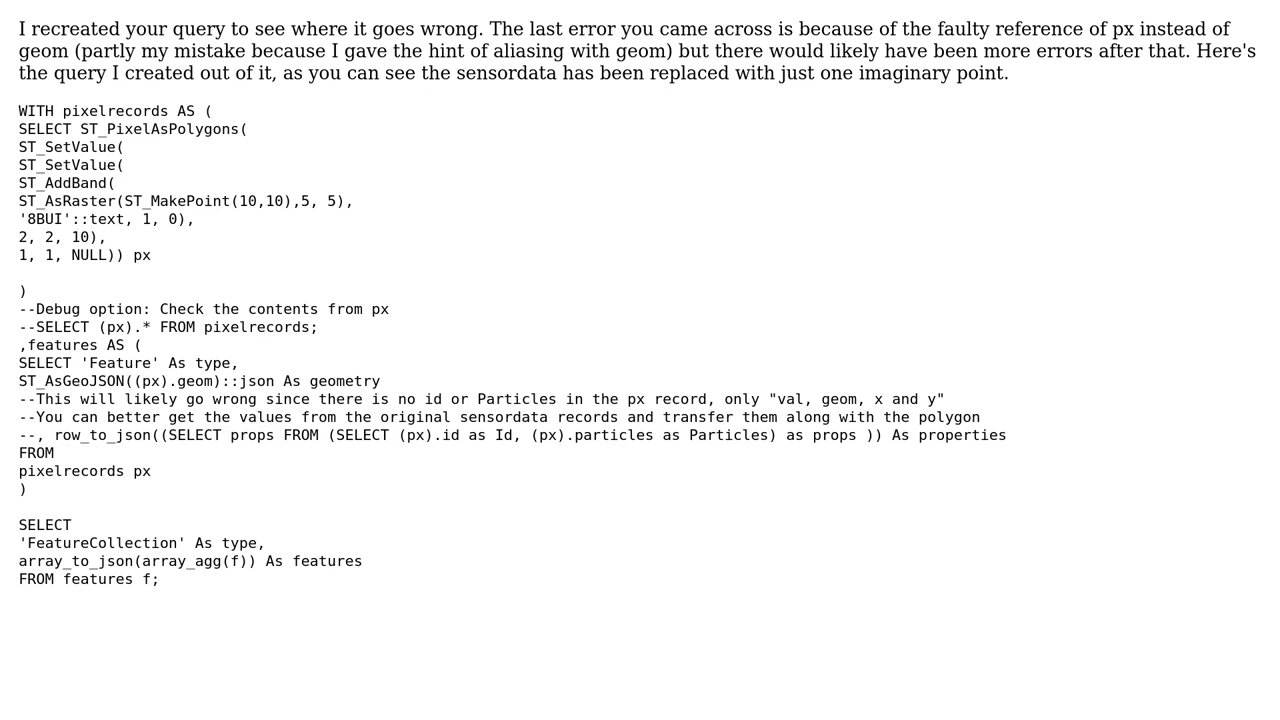 I recreated your query to see where it goes wrong. The last error you came across is because of the faulty reference of px instead of
geom (partly my mistake because I gave the hint of aliasing with geom) but there would likely have been more errors after that. Here's
the query I created out of it, as you can see the sensordata has been replaced with just one imaginary point.
WITH pixelrecords AS (
SELECT ST_PixelAsPolygons(
ST_SetValue(
ST_SetValue(
ST_AddBand(
ST_AsRaster(ST_MakePoint(10,10),5, 5),
'8BUI'::text, 1, 0),
2, 2, 10),
1, 1, NULL)) px
)
--Debug option: Check the contents from px
--SELECT (px).* FROM pixelrecords;
,features AS (
SELECT 'Feature' As type,
ST_AsGeoJSON((px).geom)::json As geometry
--This will likely go wrong since there is no id or Particles in the px record, only "val, geom, x and y"
--You can better get the values from the original sensordata records and transfer them along with the polygon
--, row_to_json((SELECT props FROM (SELECT (px).id as Id, (px).particles as Particles) as props )) As properties
FROM
pixelrecords px
)
SELECT
'FeatureCollection' As type,
array_to_json(array_agg(f)) As features
FROM features f;